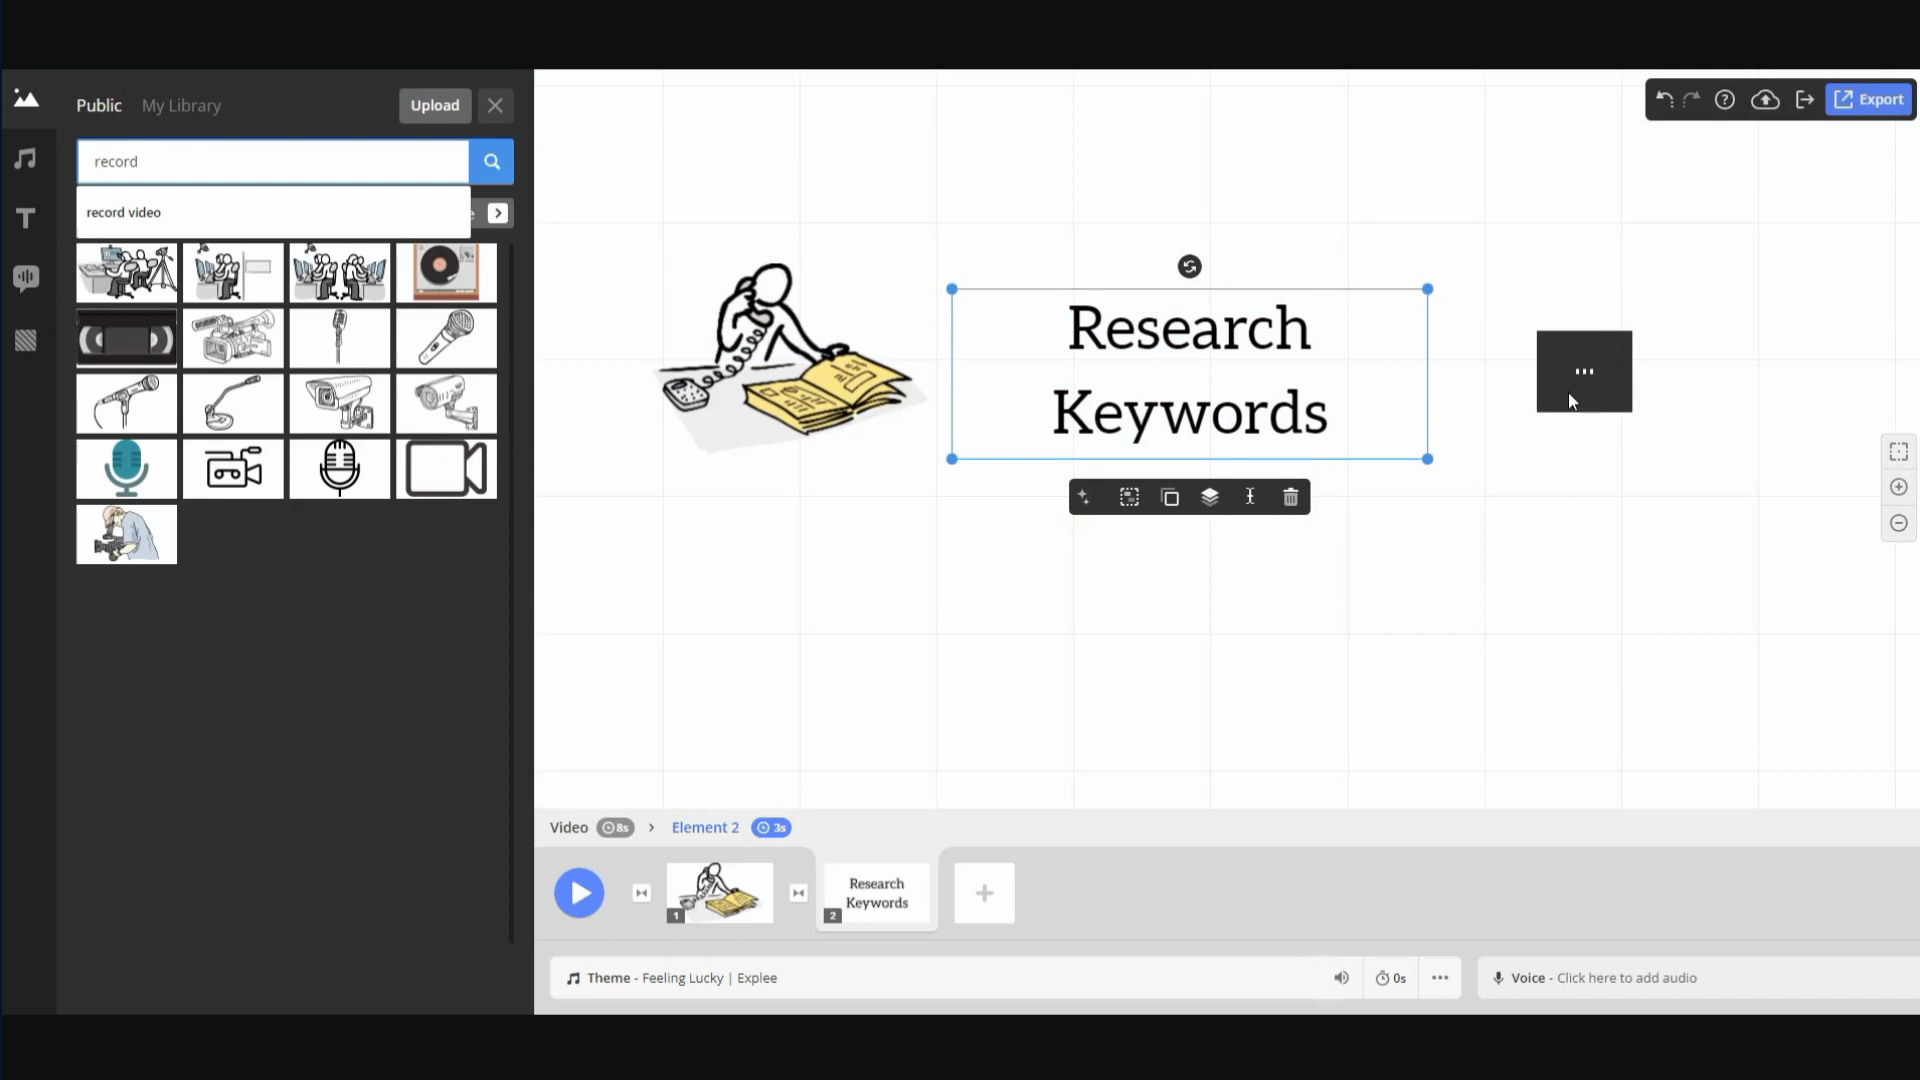 Public
My Library
Upload
record
record video
Export
Research
Keywords
Video
8s
Element 2
3s
1
Research
Keywords
2
Theme - Feeling Lucky | Explee
0s
Voice - Click here to add audio